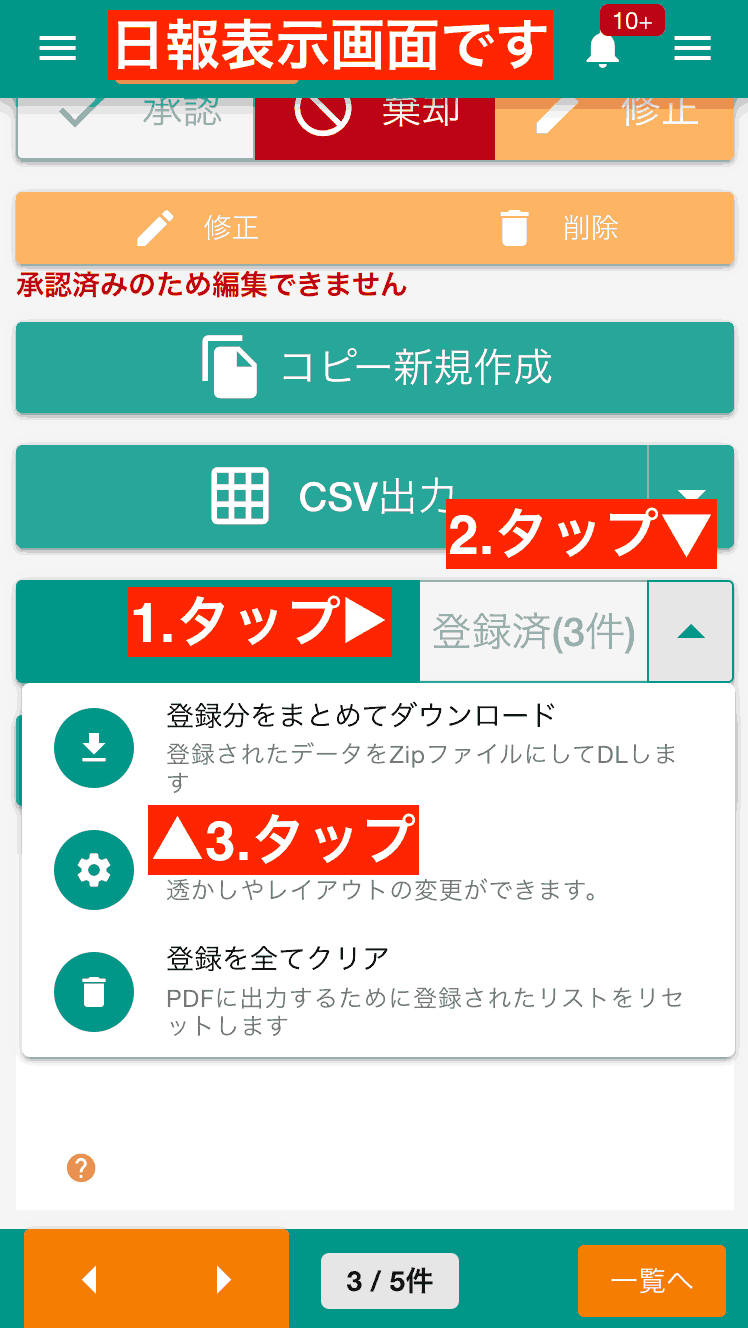 日報表示画面です
10+
承認
棄却
修正
修正
削除
承認済みのため編集できません
コピー新規作成
CSV出力
2.タップ▼
1.タップ▶
登録済(3件)
登録分をまとめてダウンロード
登録されたデータをZipファイルにしてDLしま
す
▲3.タップ
透かしやレイアウトの変更ができます。
登録を全てクリア
PDFに出力するために登録されたリストをリセ
ットします
?
3 / 5件
一覧へ